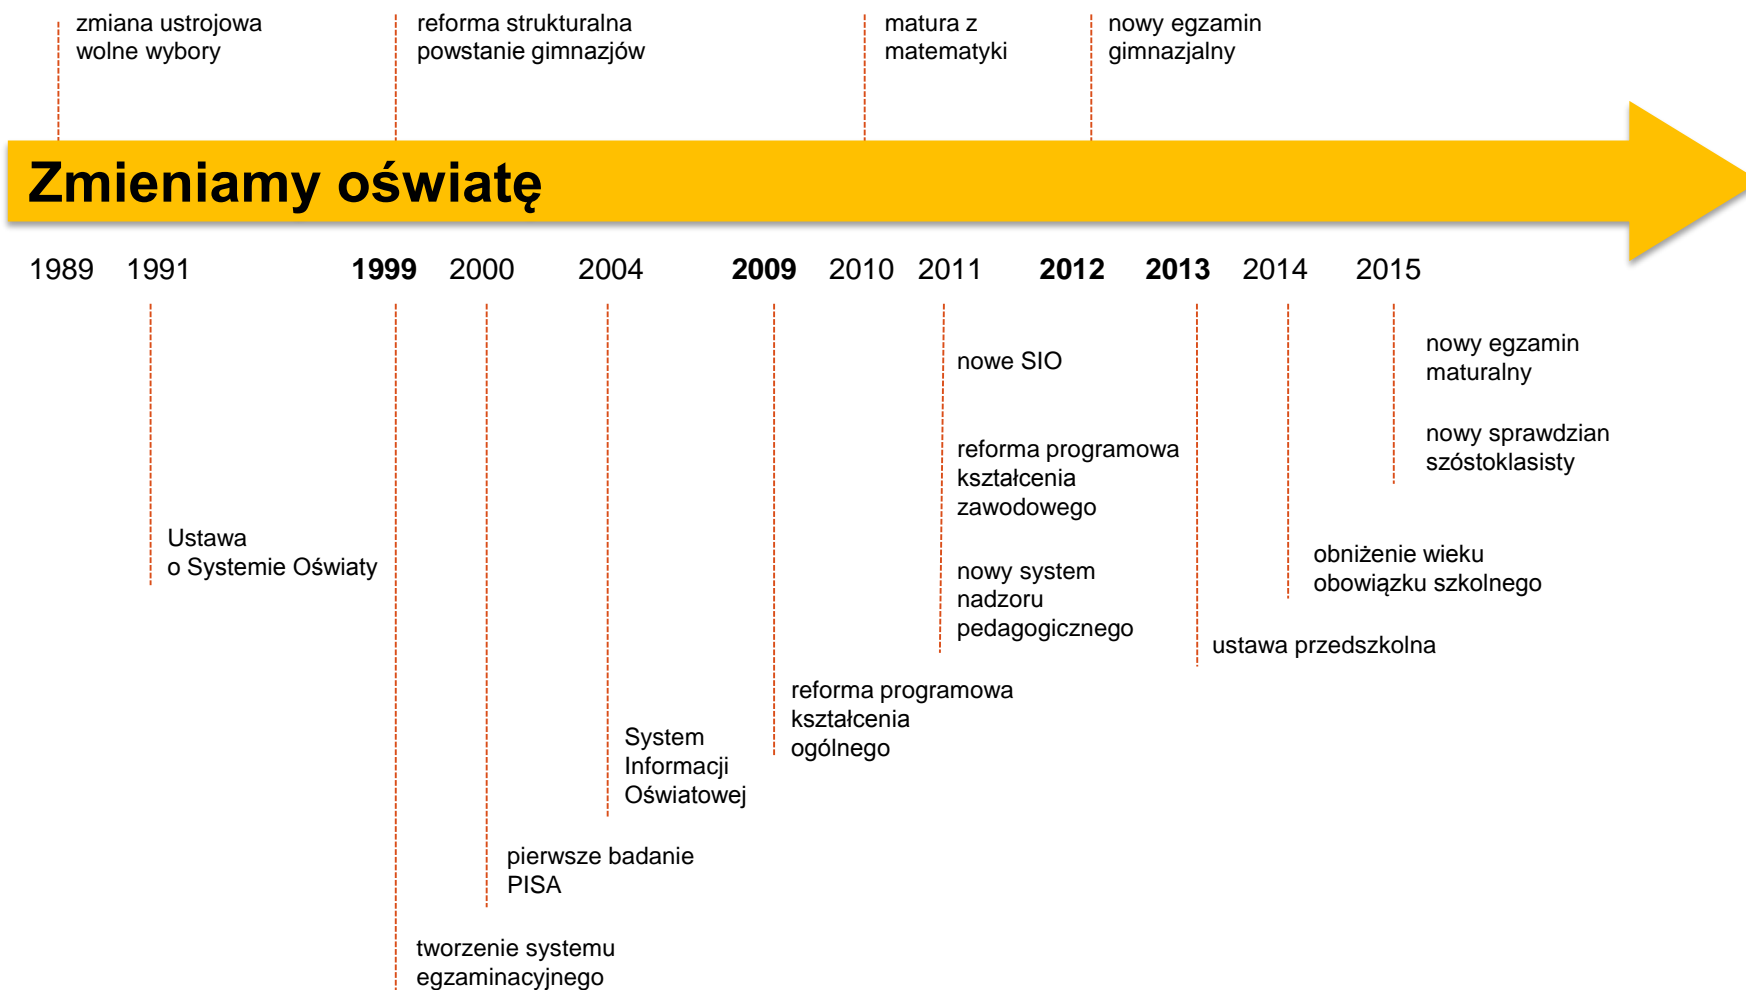 zmiana ustrojowa
wolne wybory
reforma strukturalna
powstanie gimnazjów
matura z
matematyki
nowy egzamin
gimnazjalny
Zmieniamy oświatę
1989 1991 1999 2000 2004 2009 2010 2011 2012 2013 2014 2015
nowe SIO
nowy egzamin
maturalny
reforma programowa
kształcenia
zawodowego
nowy sprawdzian
szóstoklasisty
Ustawa
o Systemie Oświaty
nowy system
nadzoru
pedagogicznego
obniżenie wieku
obowiązku szkolnego
ustawa przedszkolna
reforma programowa
kształcenia
ogólnego
System
Informacji
Oświatowej
pierwsze badanie
PISA
tworzenie systemu
egzaminacyjnego